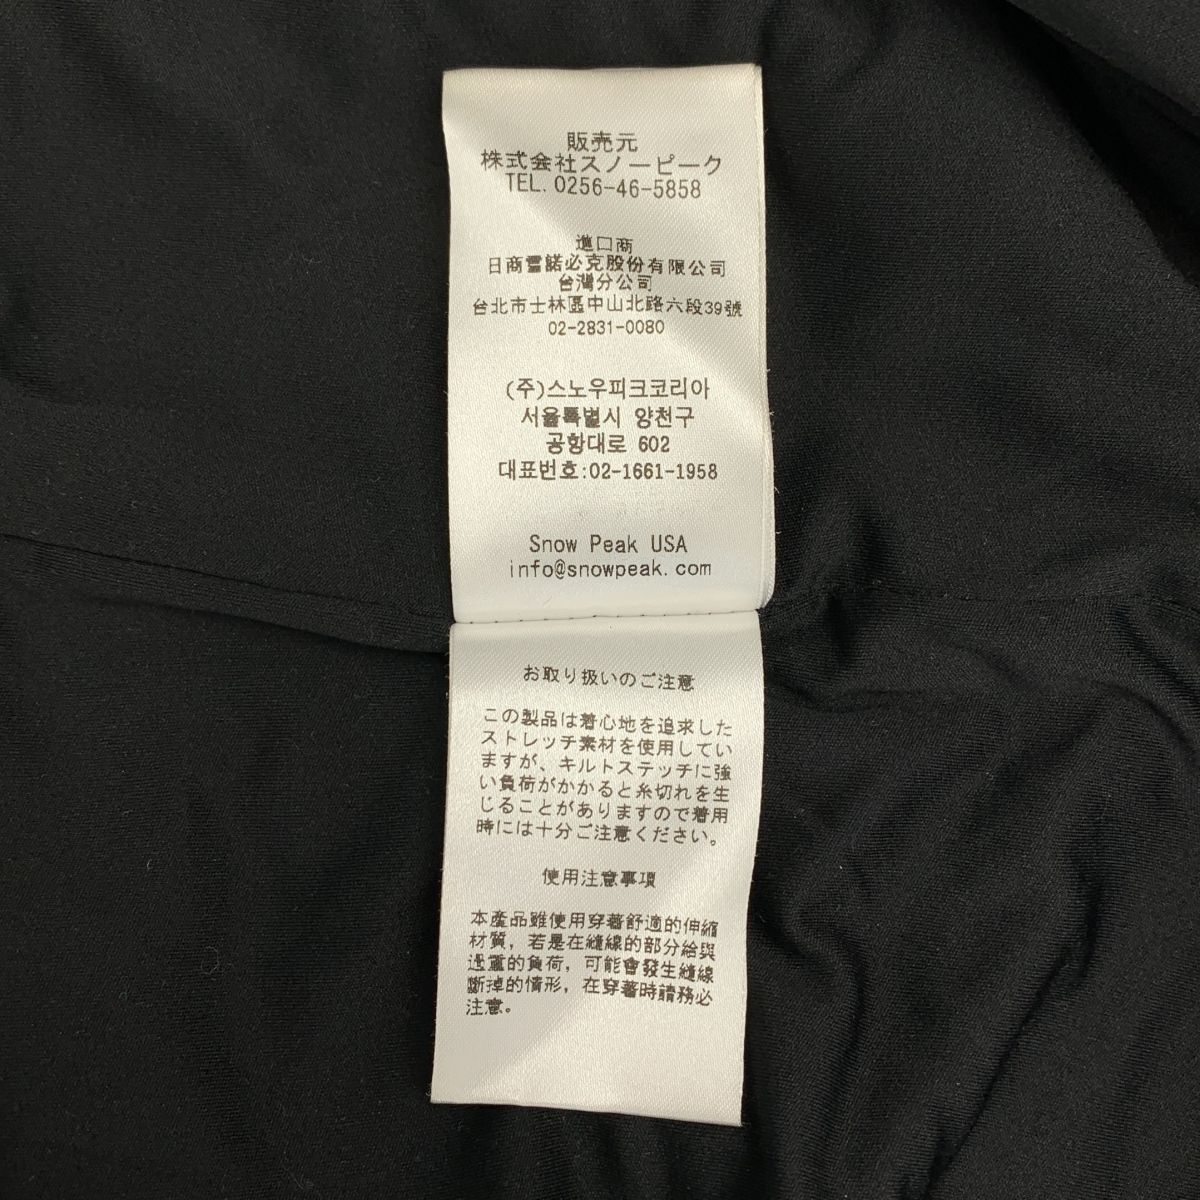 販売元
株式会社スノーピーク
TEL. 0256-46-5858
進口商
日商雪諾必克股份有限公司
台灣分公司
台北市士林區中山北路六段39號
02-2831-0080
(주)스노우피크코리아
서울특별시 양천구
공항대로 602
대표번호:02-1661-1958
Snow Peak USA
info@snowpeak.com
お取り扱いのご注意
この製品は着心地を追求した
ストレッチ素材を使用してい
ますが、キルトステッチに強
い負荷がかかると糸切れを生
じることがありますので着用
時には十分ご注意ください。
使用注意事項
本產品雖使用穿著舒適的伸縮
材質，若是在縫線的部分給與
過重的負荷，可能會發生縫線
斷掉的情形，在穿著時請務必
注意。